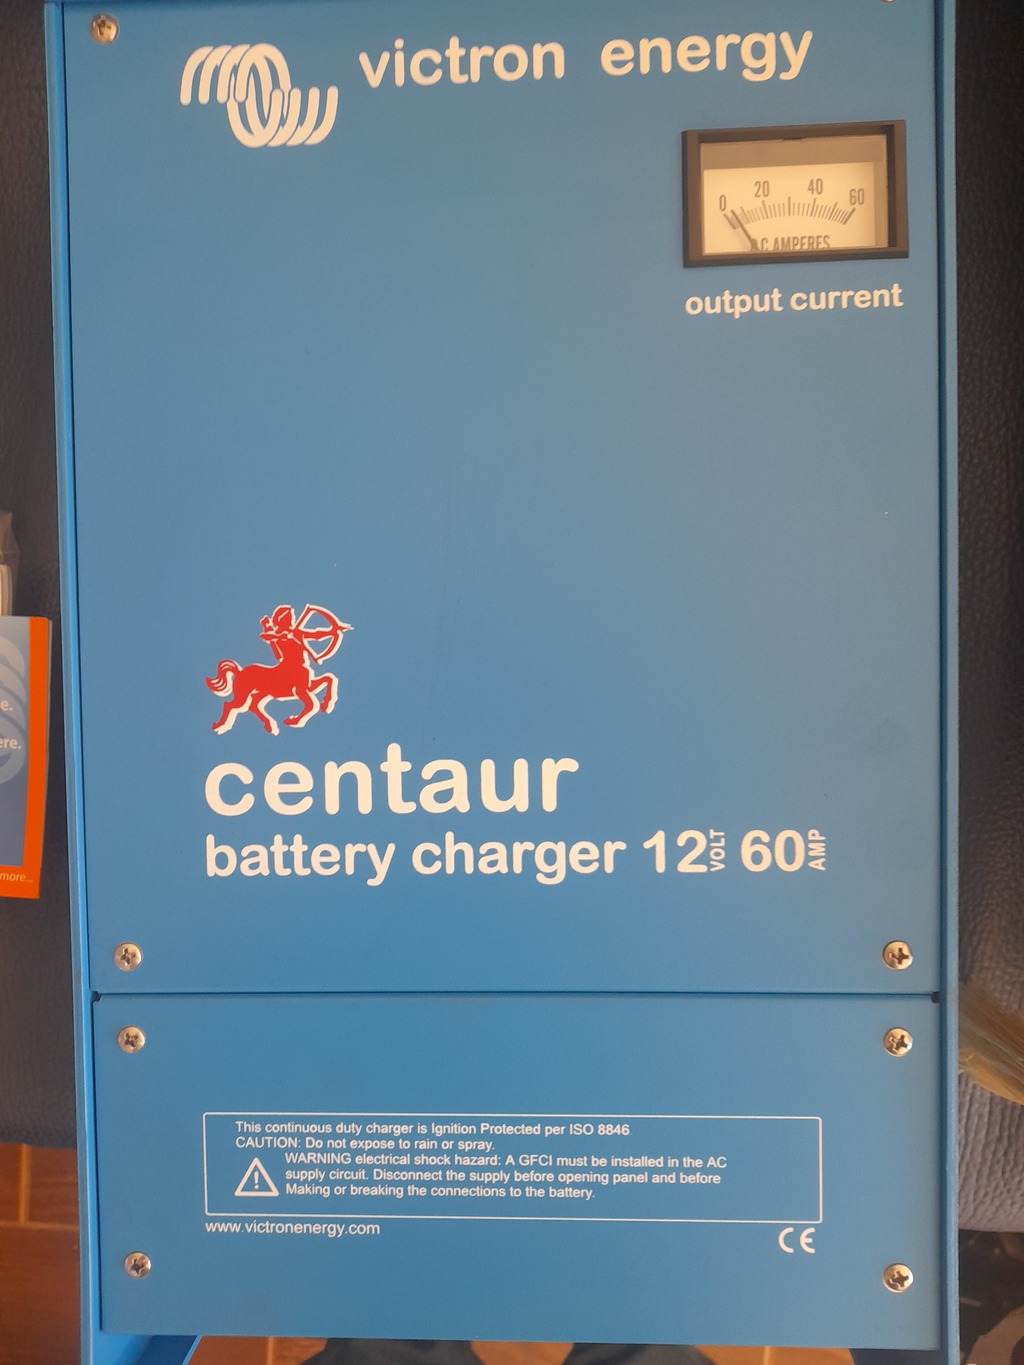 victron energy
0 20 40 60
D.C. AMPERES
output current
e.
ere.
centaur
battery charger 12 VOLT 60 AMP
more...
This continuous duty charger is Ignition Protected per ISO 8846
CAUTION: Do not expose to rain or spray.
WARNING electrical shock hazard: A GFCI must be installed in the AC
supply circuit. Disconnect the supply before opening panel and before
Making or breaking the connections to the battery.
www.victronenergy.com
CE